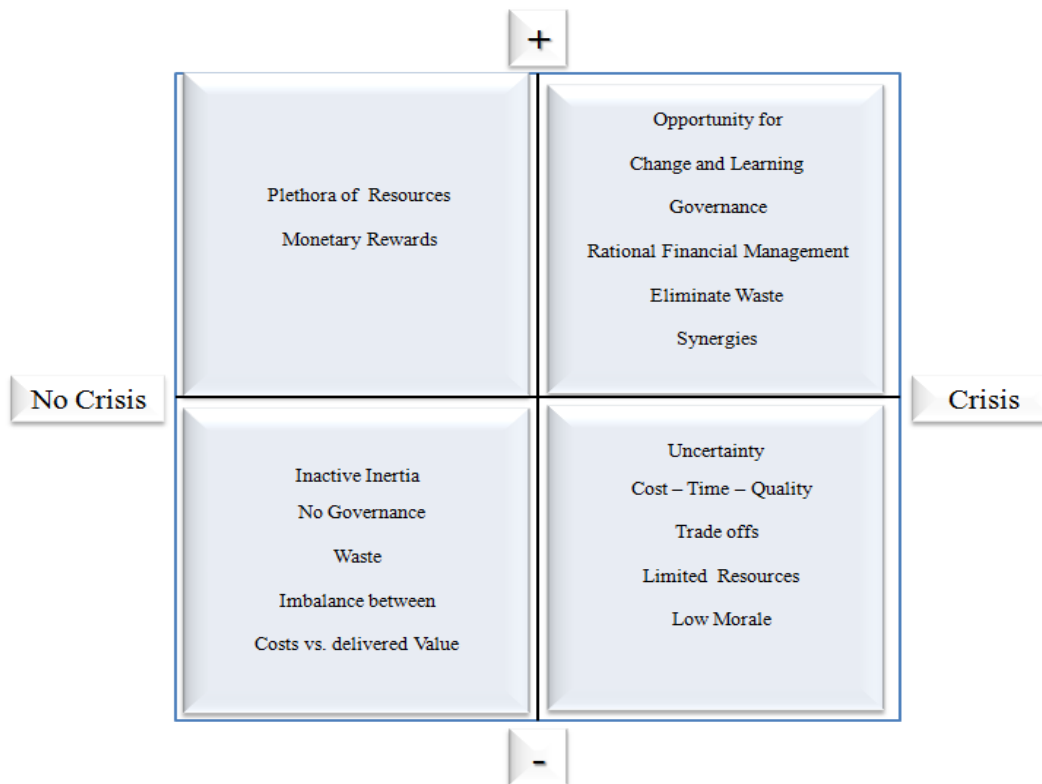 +
Plethora of Resources
Monetary Rewards
Opportunity for
Change and Learning
Governance
Rational Financial Management
Eliminate Waste
Synergies
No Crisis
Crisis
Inactive Inertia
No Governance
Waste
Imbalance between
Costs vs. delivered Value
Uncertainty
Cost – Time – Quality
Trade offs
Limited Resources
Low Morale
-